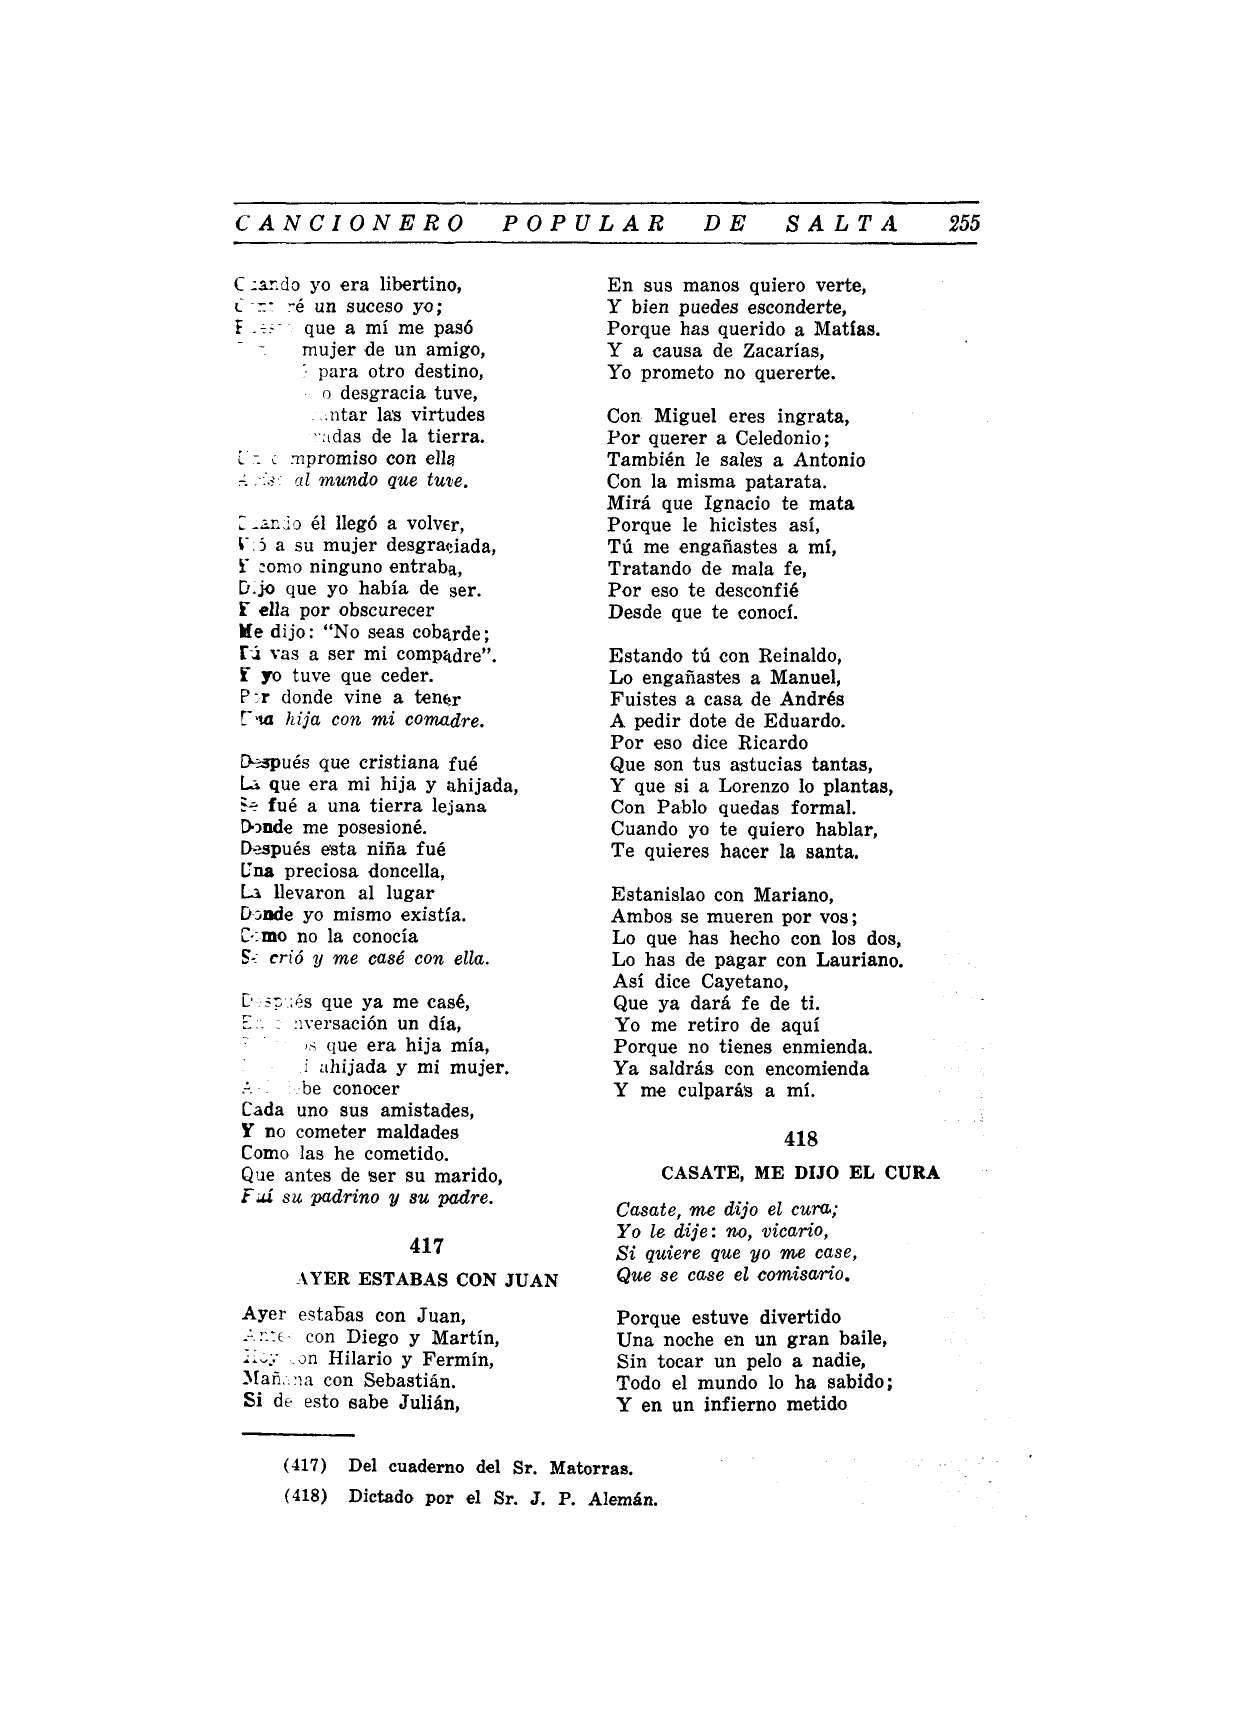 CANCIONERO POPULAR DE SALTA 255
Cuando yo era libertino,
un suceso yo;
que a mí me pasó
mujer de un amigo,
para otro destino,
desgracia tuve,
las virtudes
de la tierra.
compromiso con ella
al mundo que tuve.
Cuando él llegó a volver,
Vió a su mujer desgraciada,
Y como ninguno entraba,
Dijo que yo había de ser.
Y ella por obscurecer
Me dijo: “No seas cobarde;
Tú vas a ser mi compadre”.
Y yo tuve que ceder.
Por donde vine a tener
Una hija con mi comadre.
Después que cristiana fué
La que era mi hija y ahijada,
Se fué a una tierra lejana
Donde me posesioné.
Después esta niña fué
Una preciosa doncella,
La llevaron al lugar
Donde yo mismo existía.
Como no la conocía
Se crió y me casé con ella.
Después que ya me casé,
conversación un día,
que era hija mía,
ahijada y mi mujer.
conocer
Cada uno sus amistades,
Y no cometer maldades
Como las he cometido.
Que antes de ser su marido,
Fuí su padrino y su padre.
417
AYER ESTABAS CON JUAN
Ayer estabas con Juan,
con Diego y Martín,
Hoy con Hilario y Fermín,
Mañana con Sebastián.
Si de esto sabe Julián,
En sus manos quiero verte,
Y bien puedes esconderte,
Porque has querido a Matías.
Y a causa de Zacarías,
Yo prometo no quererte.
Con Miguel eres ingrata,
Por querer a Celedonio;
También le sales a Antonio
Con la misma patarata.
Mirá que Ignacio te mata
Porque le hicistes así,
Tú me engañastes a mí,
Tratando de mala fe,
Por eso te desconfié
Desde que te conocí.
Estando tú con Reinaldo,
Lo engañastes a Manuel,
Fuistes a casa de Andrés
A pedir dote de Eduardo.
Por eso dice Ricardo
Que son tus astucias tantas,
Y que si a Lorenzo lo plantas,
Con Pablo quedas formal.
Cuando yo te quiero hablar,
Te quieres hacer la santa.
Estanislao con Mariano,
Ambos se mueren por vos;
Lo que has hecho con los dos,
Lo has de pagar con Lauriano.
Así dice Cayetano,
Que ya dará fe de ti.
Yo me retiro de aquí
Porque no tienes enmienda.
Ya saldrás con encomienda
Y me culparás a mí.
418
CASATE, ME DIJO EL CURA
Casate, me dijo el cura;
Yo le dije: no, vicario,
Si quiere que yo me case,
Que se case el comisario.
Porque estuve divertido
Una noche en un gran baile,
Sin tocar un pelo a nadie,
Todo el mundo lo ha sabido;
Y en un infierno metido
(417) Del cuaderno del Sr. Matorras.
(418) Dictado por el Sr. J. P. Alemán.